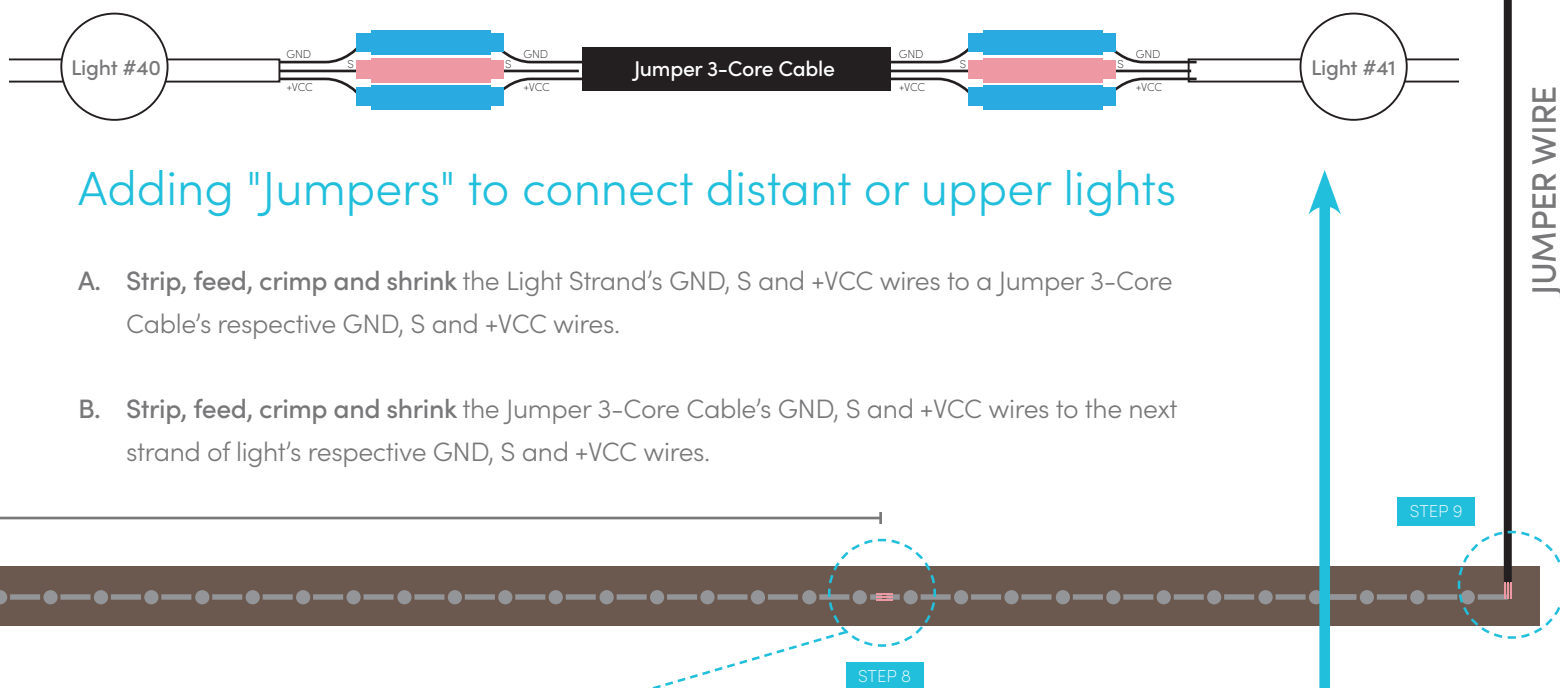 Light #40
GND
S
+VCC
GND
S
+VCC
Jumper 3-Core Cable
GND
S
+VCC
GND
S
+VCC
Light #41
JUMPER WIRE
Adding "Jumpers" to connect distant or upper lights
A. Strip, feed, crimp and shrink the Light Strand’s GND, S and +VCC wires to a Jumper 3-Core
Cable’s respective GND, S and +VCC wires.
B. Strip, feed, crimp and shrink the Jumper 3-Core Cable’s GND, S and +VCC wires to the next
strand of light’s respective GND, S and +VCC wires.
STEP 9
STEP 8